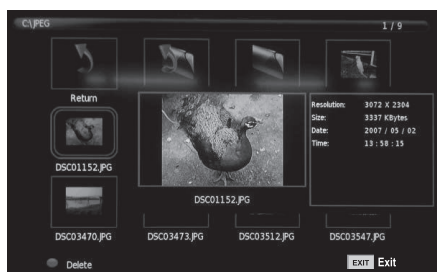 C:\JPEG 1 / 9
Return
Resolution: 3072 X 2304
Size: 3337 KBytes
Date: 2007 / 05 / 02
Time: 13 : 58 : 15
DSC01152.JPG
DSC01152.JPG
DSC03470.JPG DSC03473.JPG DSC03512.JPG DSC03547.JPG
Delete EXIT Exit